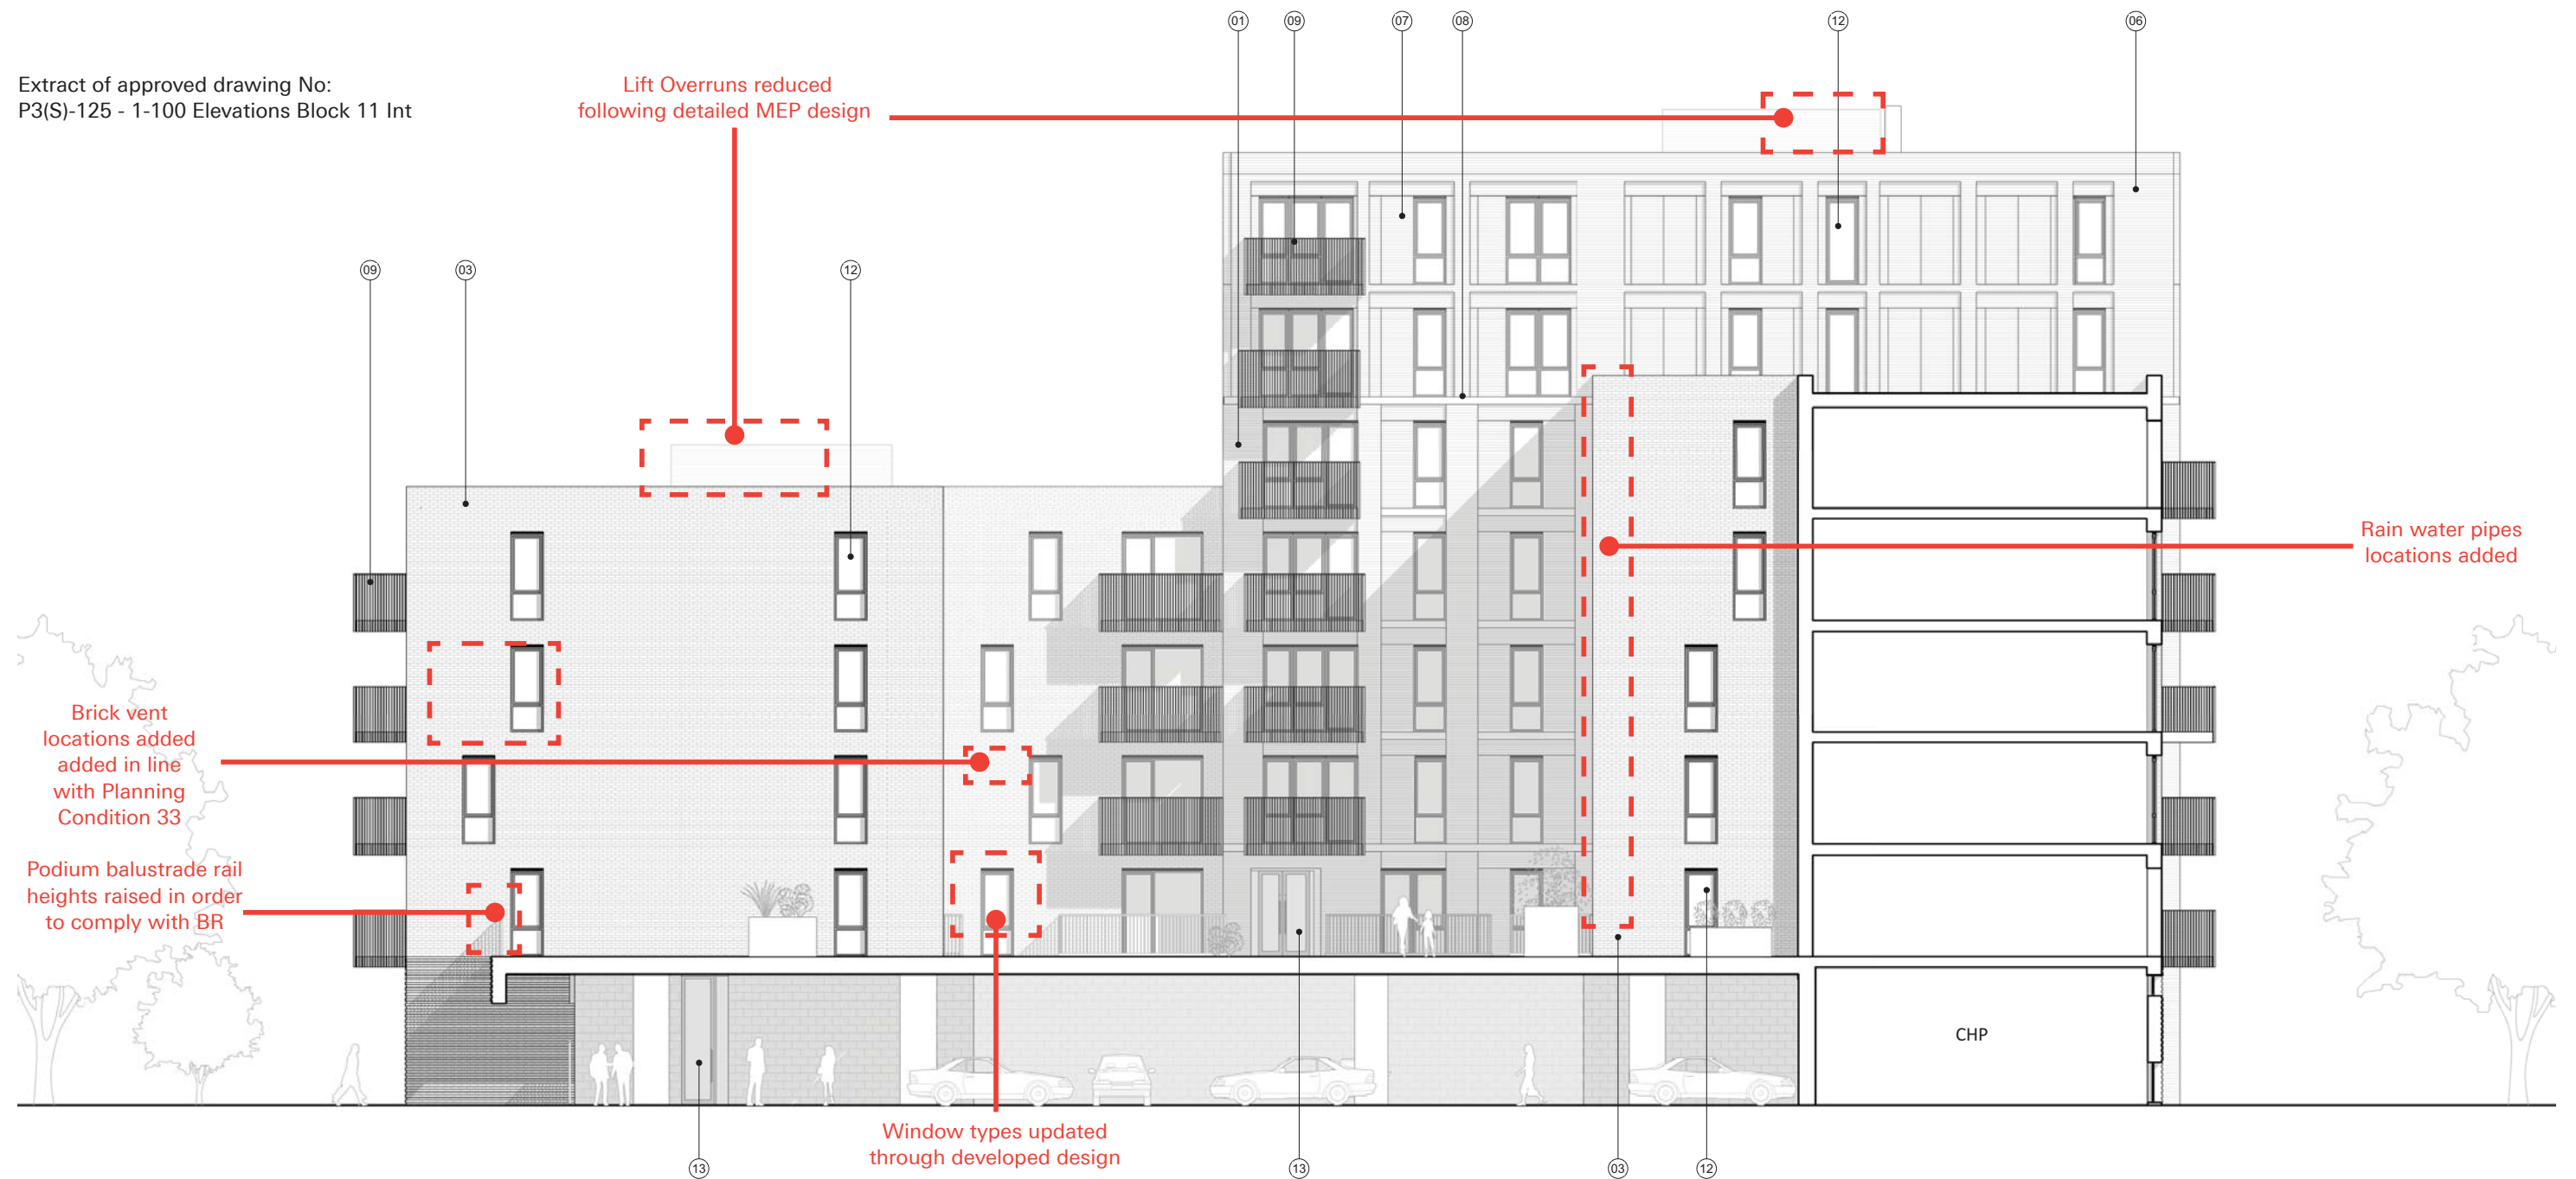 01
09
07
08
12
06
Extract of approved drawing No:
P3(S)-125 - 1-100 Elevations Block 11 Int
Lift Overruns reduced
following detailed MEP design
09
03
12
Rain water pipes
locations added
Brick vent
locations added
added in line
with Planning
Condition 33
Podium balustrade rail
heights raised in order
to comply with BR
CHP
Window types updated
through developed design
13
13
03
12